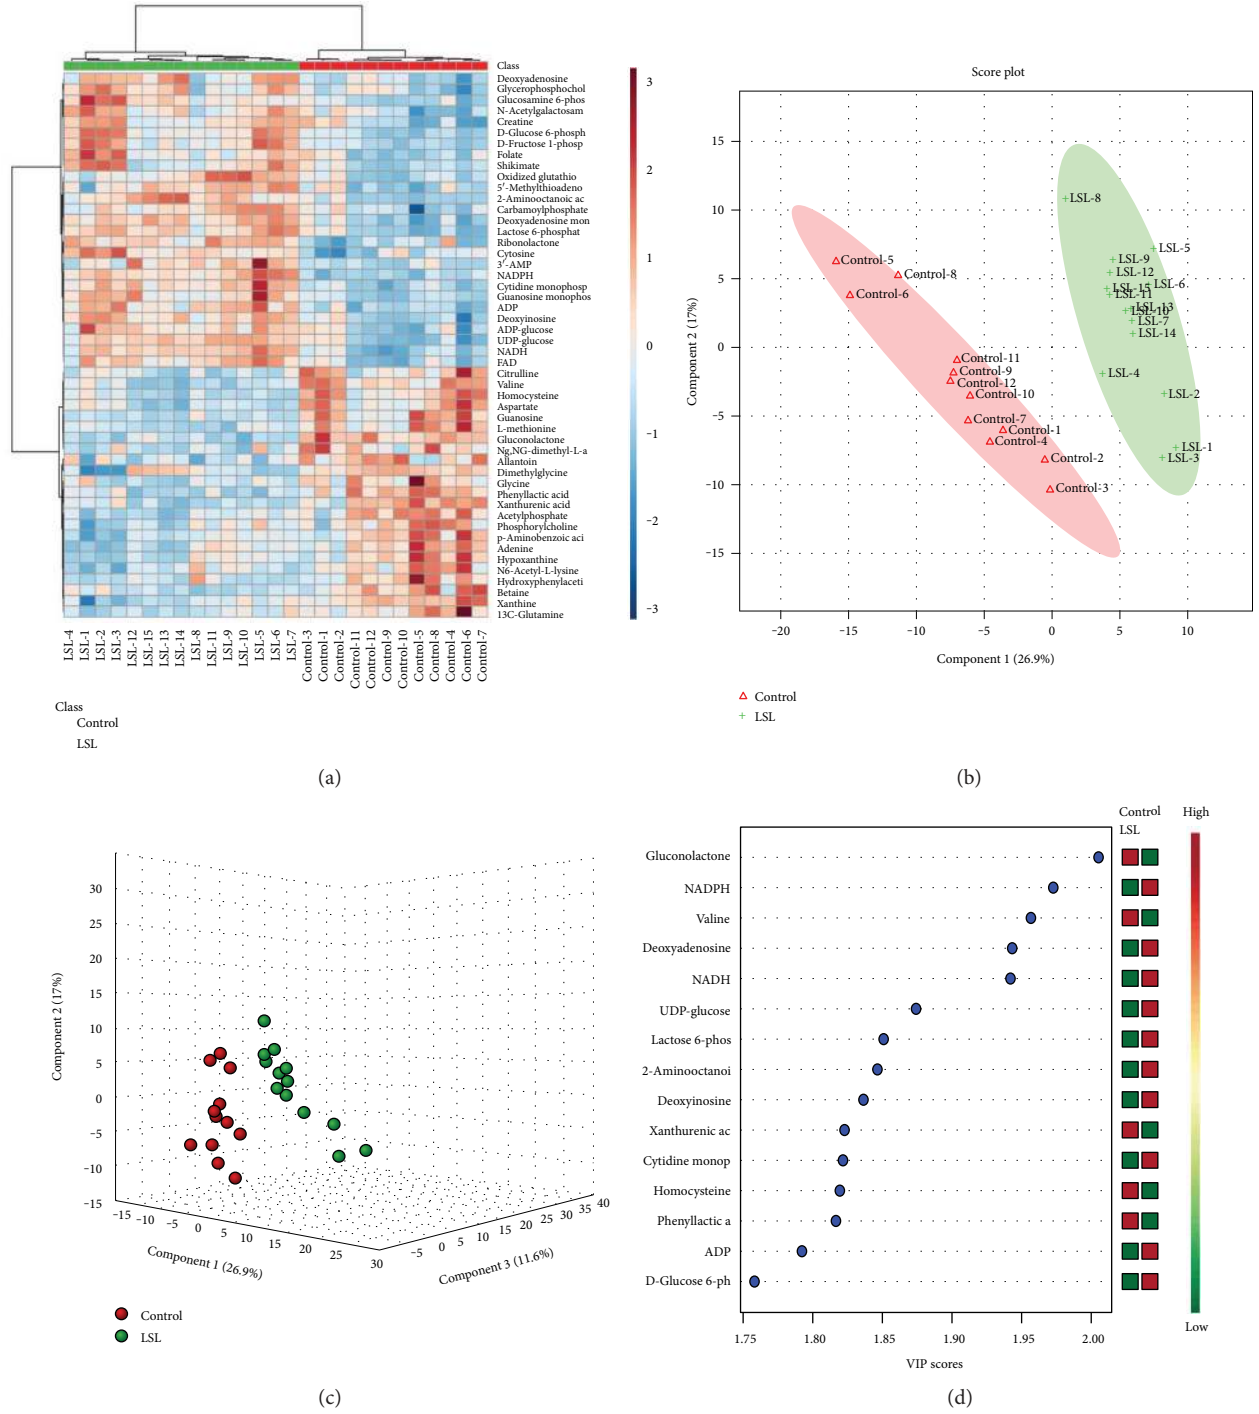 Class
Deoxyadenosine
Glycerophosphochol
Glucosamine 6-phos
N-Acetylgalactosam
Creatine
D-Glucose 6-phosph
D-Fructose 1-phosp
Folate
Shikimate
Oxidized glutathio
5′-Methylthioadeno
2-Aminooctanoic ac
Carbamoylphosphate
Deoxyadenosine mon
Lactose 6-phosphat
Ribonolactone
Cytosine
3′-AMP
NADPH
Cytidine monophosp
Guanosine monophos
ADP
Deoxyinosine
ADP-glucose
UDP-glucose
NADH
FAD
Citrulline
Valine
Homocysteine
Aspartate
Guanosine
L-methionine
Gluconolactone
Ng,NG-dimethyl-L-a
Allantoin
Dimethylglycine
Glycine
Phenyllactic acid
Xanthurenic acid
Acetylphosphate
Phosphorylcholine
p-Aminobenzoic aci
Adenine
Hypoxanthine
N6-Acetyl-L-lysine
Hydroxyphenylaceti
Betaine
Xanthine
13C-Glutamine
3
2
1
0
−1
−2
−3
LSL-4
LSL-1
LSL-2
LSL-3
LSL-12
LSL-15
LSL-13
LSL-14
LSL-8
LSL-11
LSL-9
LSL-10
LSL-5
LSL-6
LSL-7
Control-3
Control-1
Control-2
Control-11
Control-12
Control-9
Control-10
Control-5
Control-8
Control-4
Control-6
Control-7
Class
Control
LSL
(a)
Score plot
Component 2 (17%)
15
10
5
0
−5
−10
−15
LSL-8
LSL-5
LSL-9
LSL-12
LSL-6
LSL-15
LSL-11
LSL-13
LSL-10
LSL-7
LSL-14
LSL-4
LSL-2
LSL-1
LSL-3
Control-5
Control-8
Control-6
Control-11
Control-9
Control-12
Control-10
Control-7
Control-1
Control-4
Control-2
Control-3
−20 −15 −10 −5 0 5 10
Component 1 (26.9%)
Control
LSL
(b)
Component 2 (17%)
30
25
20
15
10
5
0
−5
−10
−15
−15 −10 −5 0 5 10 15 20 25 30
Component 1 (26.9%)
−5 0 5 10 15 20 25 30 35 40
Component 3 (11.6%)
Control
LSL
(c)
Control High
LSL
Gluconolactone
NADPH
Valine
Deoxyadenosine
NADH
UDP-glucose
Lactose 6-phos
2-Aminooctanoi
Deoxyinosine
Xanthurenic ac
Cytidine monop
Homocysteine
Phenyllactic a
ADP
D-Glucose 6-ph
Low
1.75 1.80 1.85 1.90 1.95 2.00
VIP scores
(d)